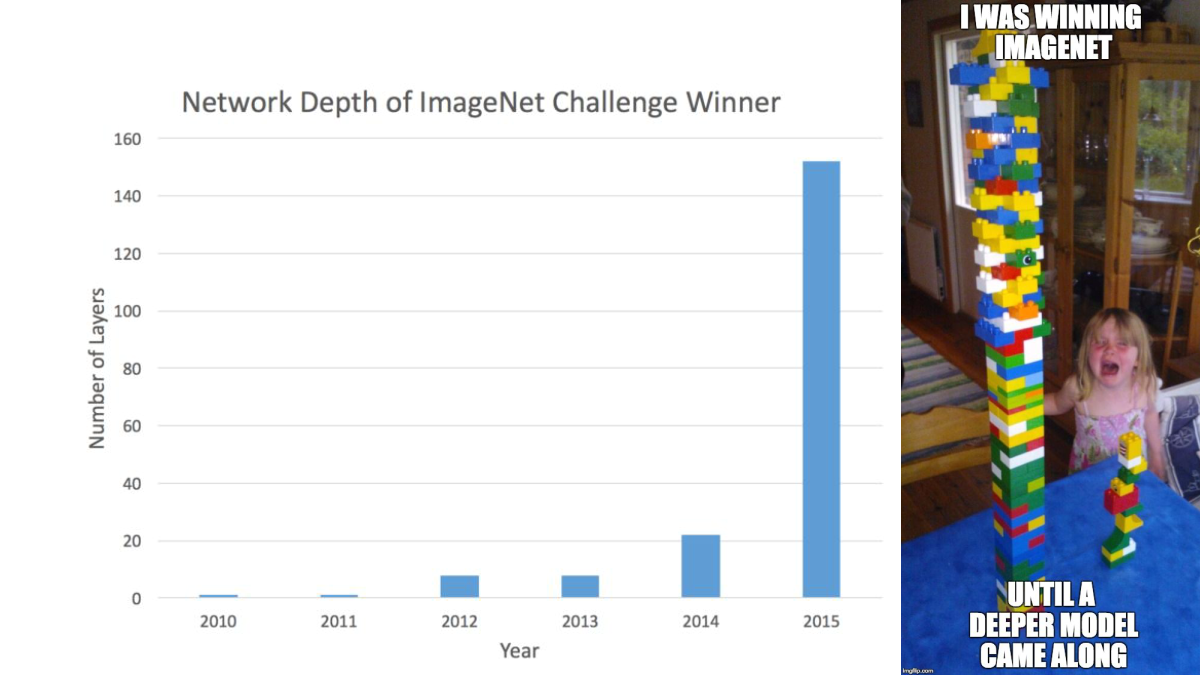 Network Depth of ImageNet Challenge Winner
160
140
120
100
80
60
40
20
0
Number of Layers
2010 2011 2012 2013 2014 2015
Year
I WAS WINNING
IMAGENET
UNTIL A
DEEPER MODEL
CAME ALONG
imgflip.com